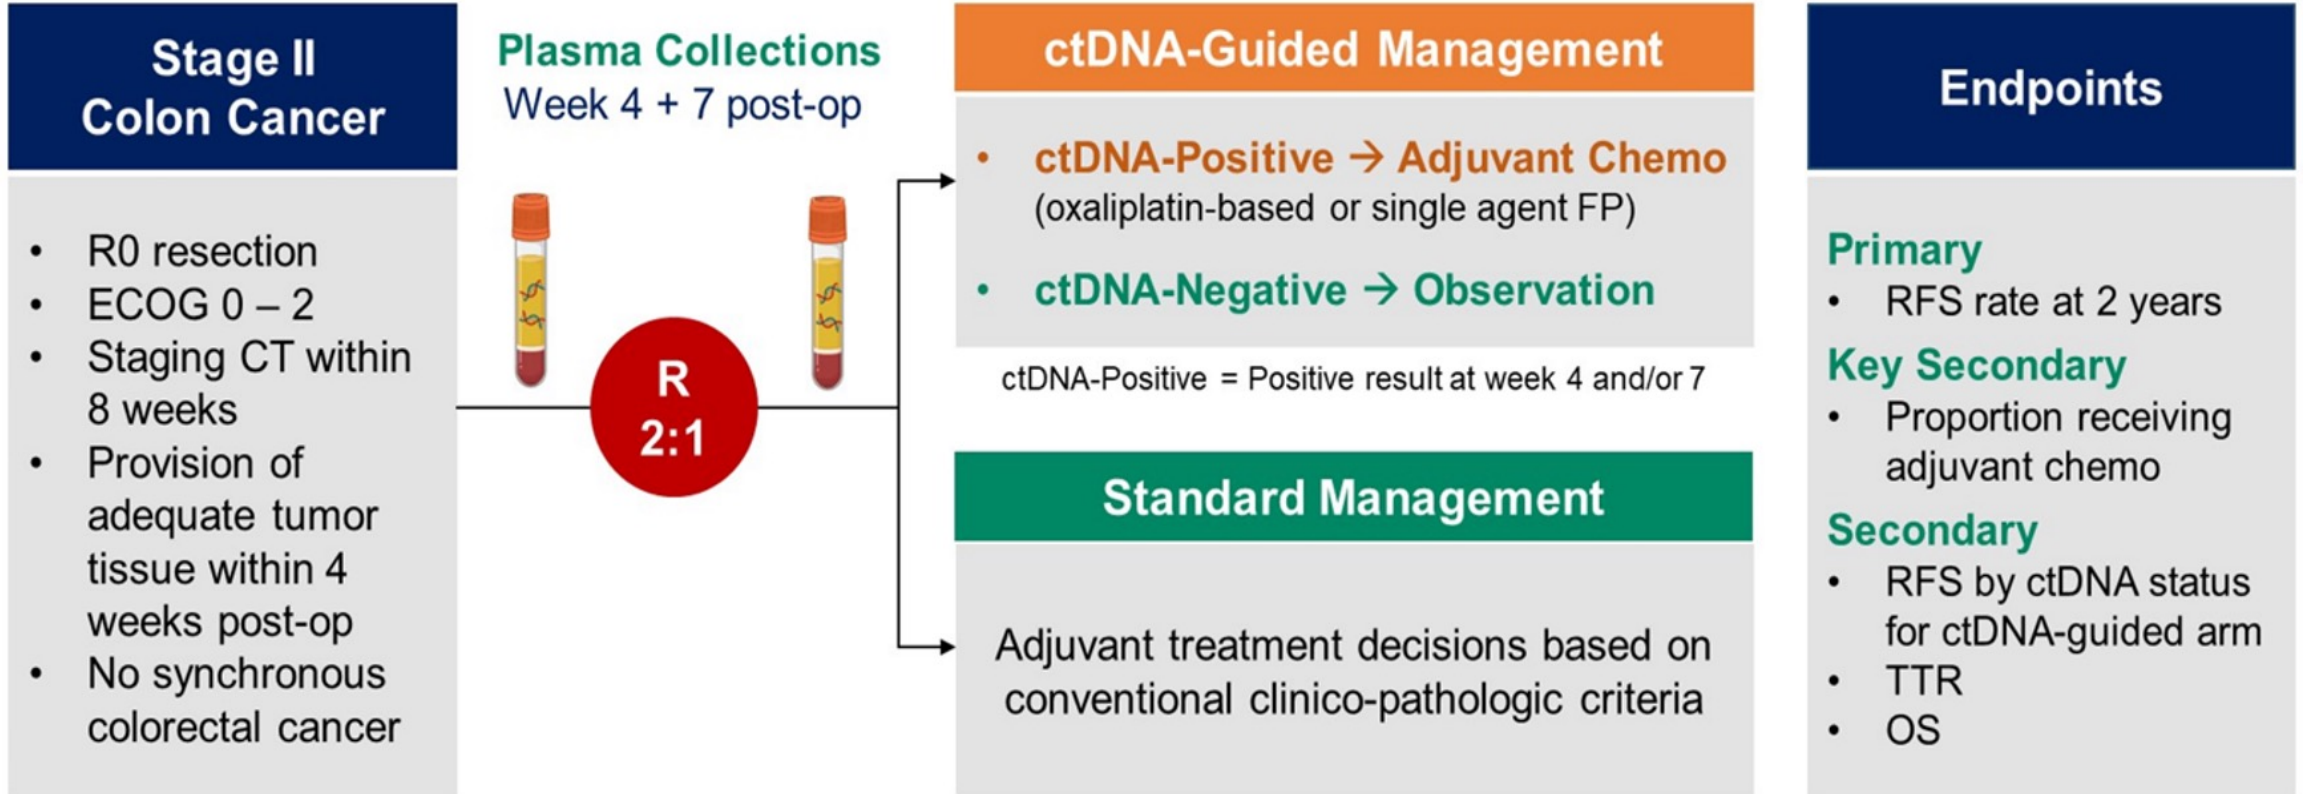 Stage II
Colon Cancer
• R0 resection
• ECOG 0 – 2
• Staging CT within
8 weeks
• Provision of
adequate tumor
tissue within 4
weeks post-op
• No synchronous
colorectal cancer
Plasma Collections
Week 4 + 7 post-op
R
2:1
ctDNA-Guided Management
• ctDNA-Positive → Adjuvant Chemo
(oxaliplatin-based or single agent FP)
• ctDNA-Negative → Observation
ctDNA-Positive = Positive result at week 4 and/or 7
Standard Management
Adjuvant treatment decisions based on
conventional clinico-pathologic criteria
Endpoints
Primary
• RFS rate at 2 years
Key Secondary
• Proportion receiving
adjuvant chemo
Secondary
• RFS by ctDNA status
for ctDNA-guided arm
• TTR
• OS